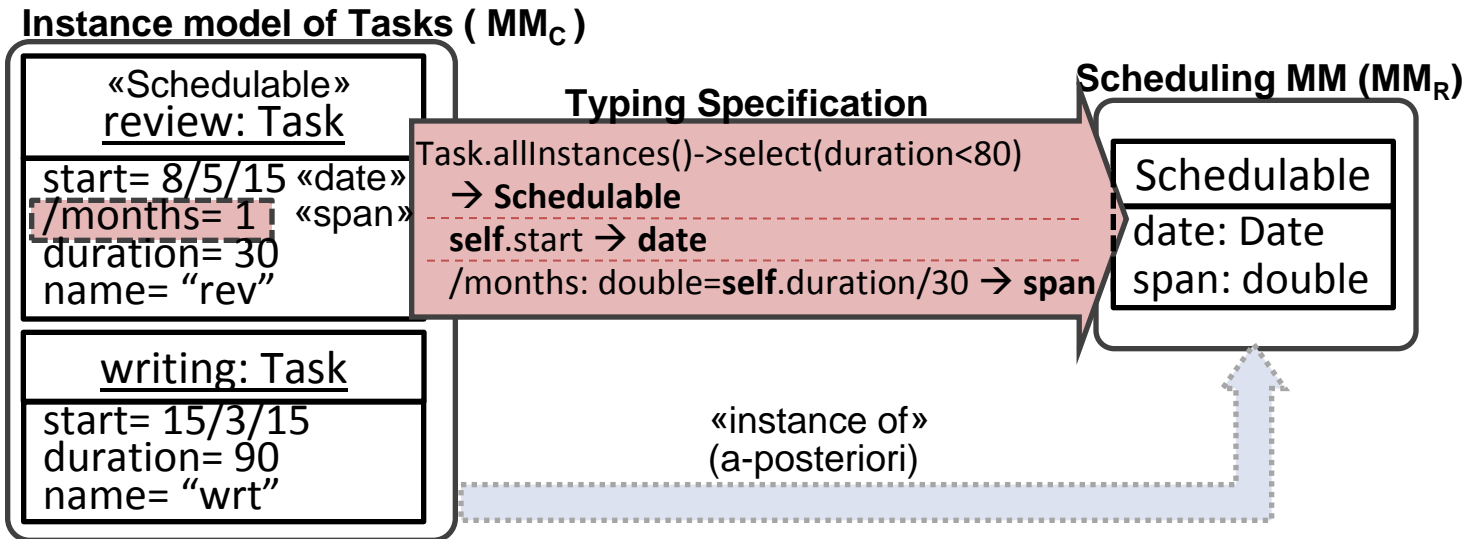 Instance model of Tasks ( MMC )
«Schedulable»
review: Task
start= 8/5/15 «date»
/months= 1 «span»
duration= 30
name= “rev”
writing: Task
start= 15/3/15
duration= 90
name= “wrt”
Typing Specification
Task.allInstances()->select(duration<80)
→ Schedulable
self.start → date
/months: double=self.duration/30 → span
«instance of»
(a-posteriori)
Scheduling MM (MMR)
Schedulable
date: Date
span: double